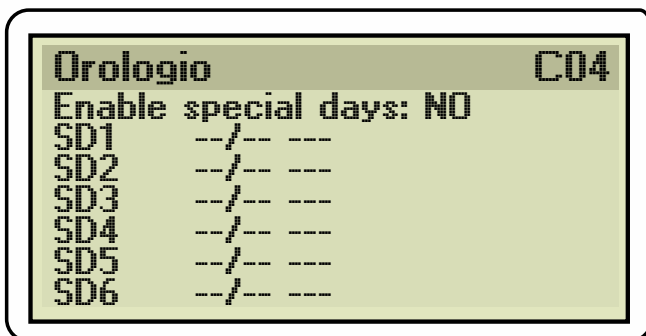 Orologio C04
Enable special days: NO
SD1 --/-- ---
SD2 --/-- ---
SD3 --/-- ---
SD4 --/-- ---
SD5 --/-- ---
SD6 --/-- ---